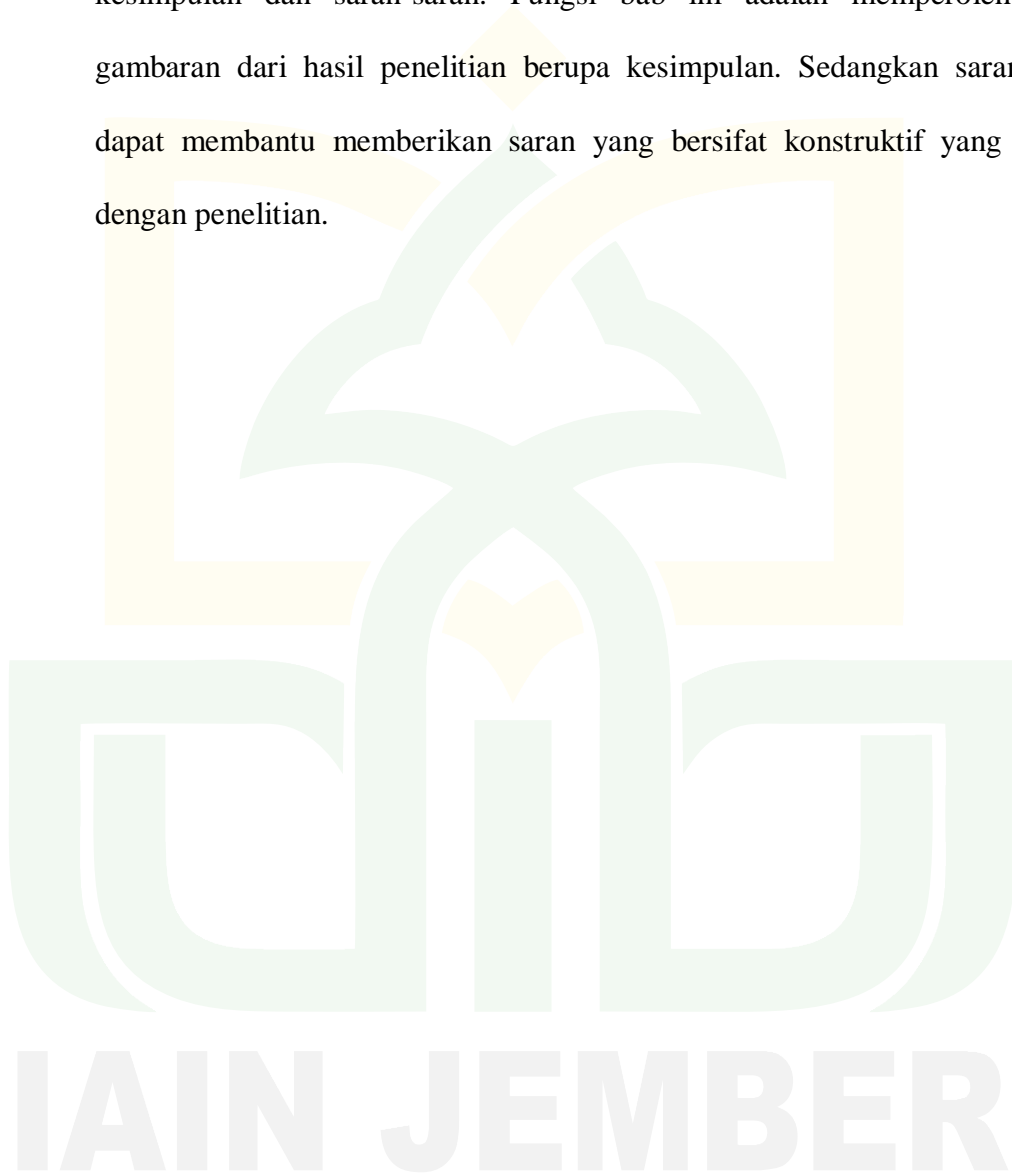 kesimpulan dan saran-saran. Fungsi bab ini adalah memperoleh
gambaran dari hasil penelitian berupa kesimpulan. Sedangkan saran
dapat membantu memberikan saran yang bersifat konstruktif yang
dengan penelitian.
IAIN JEMBER